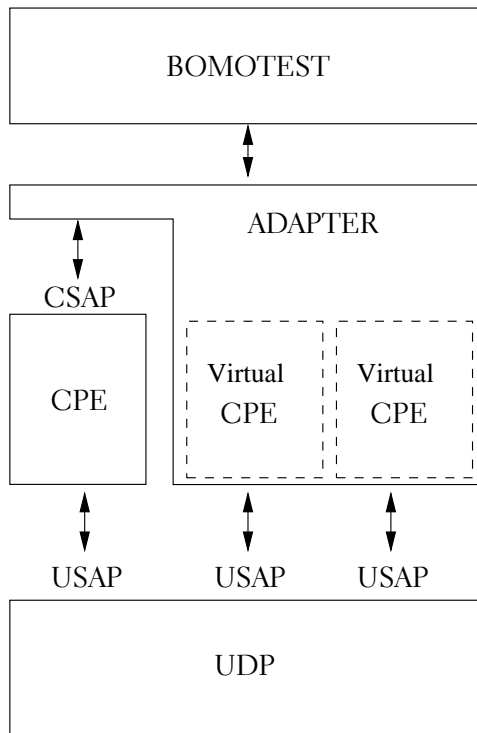 BOMOTEST
ADAPTER
CSAP
CPE
Virtual
CPE
Virtual
CPE
USAP
USAP
USAP
UDP